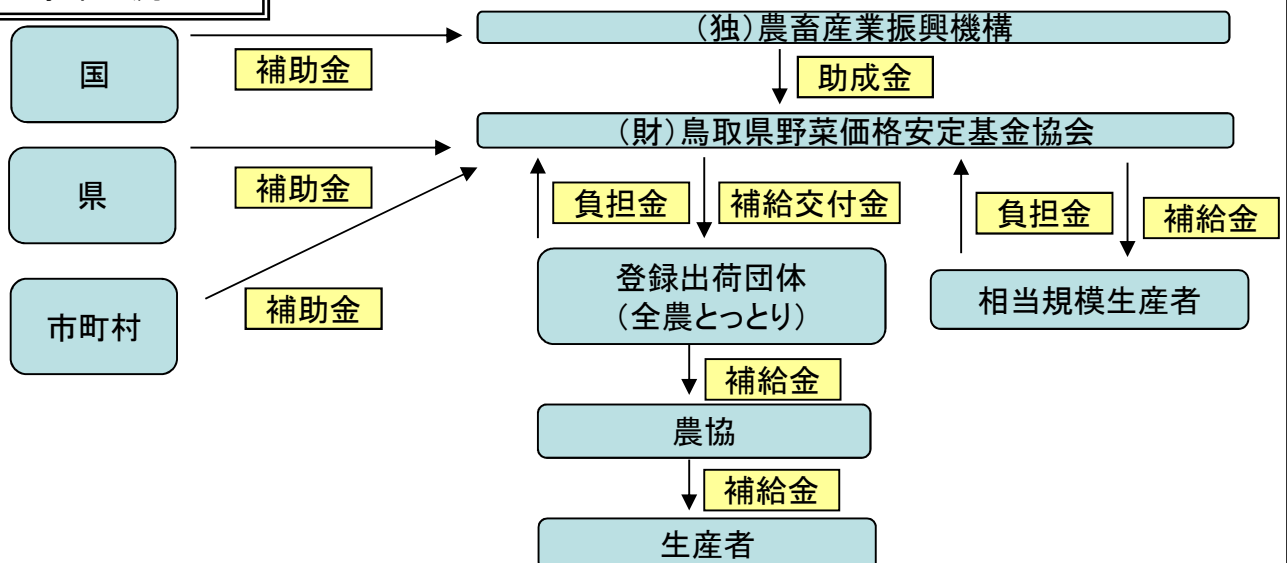 (独)農畜産業振興機構
国
補助金
助成金
(財)鳥取県野菜価格安定基金協会
県
補助金
負担金
補給交付金
負担金
補給金
登録出荷団体
(全農とっとり)
相当規模生産者
市町村
補助金
補給金
農協
補給金
生産者